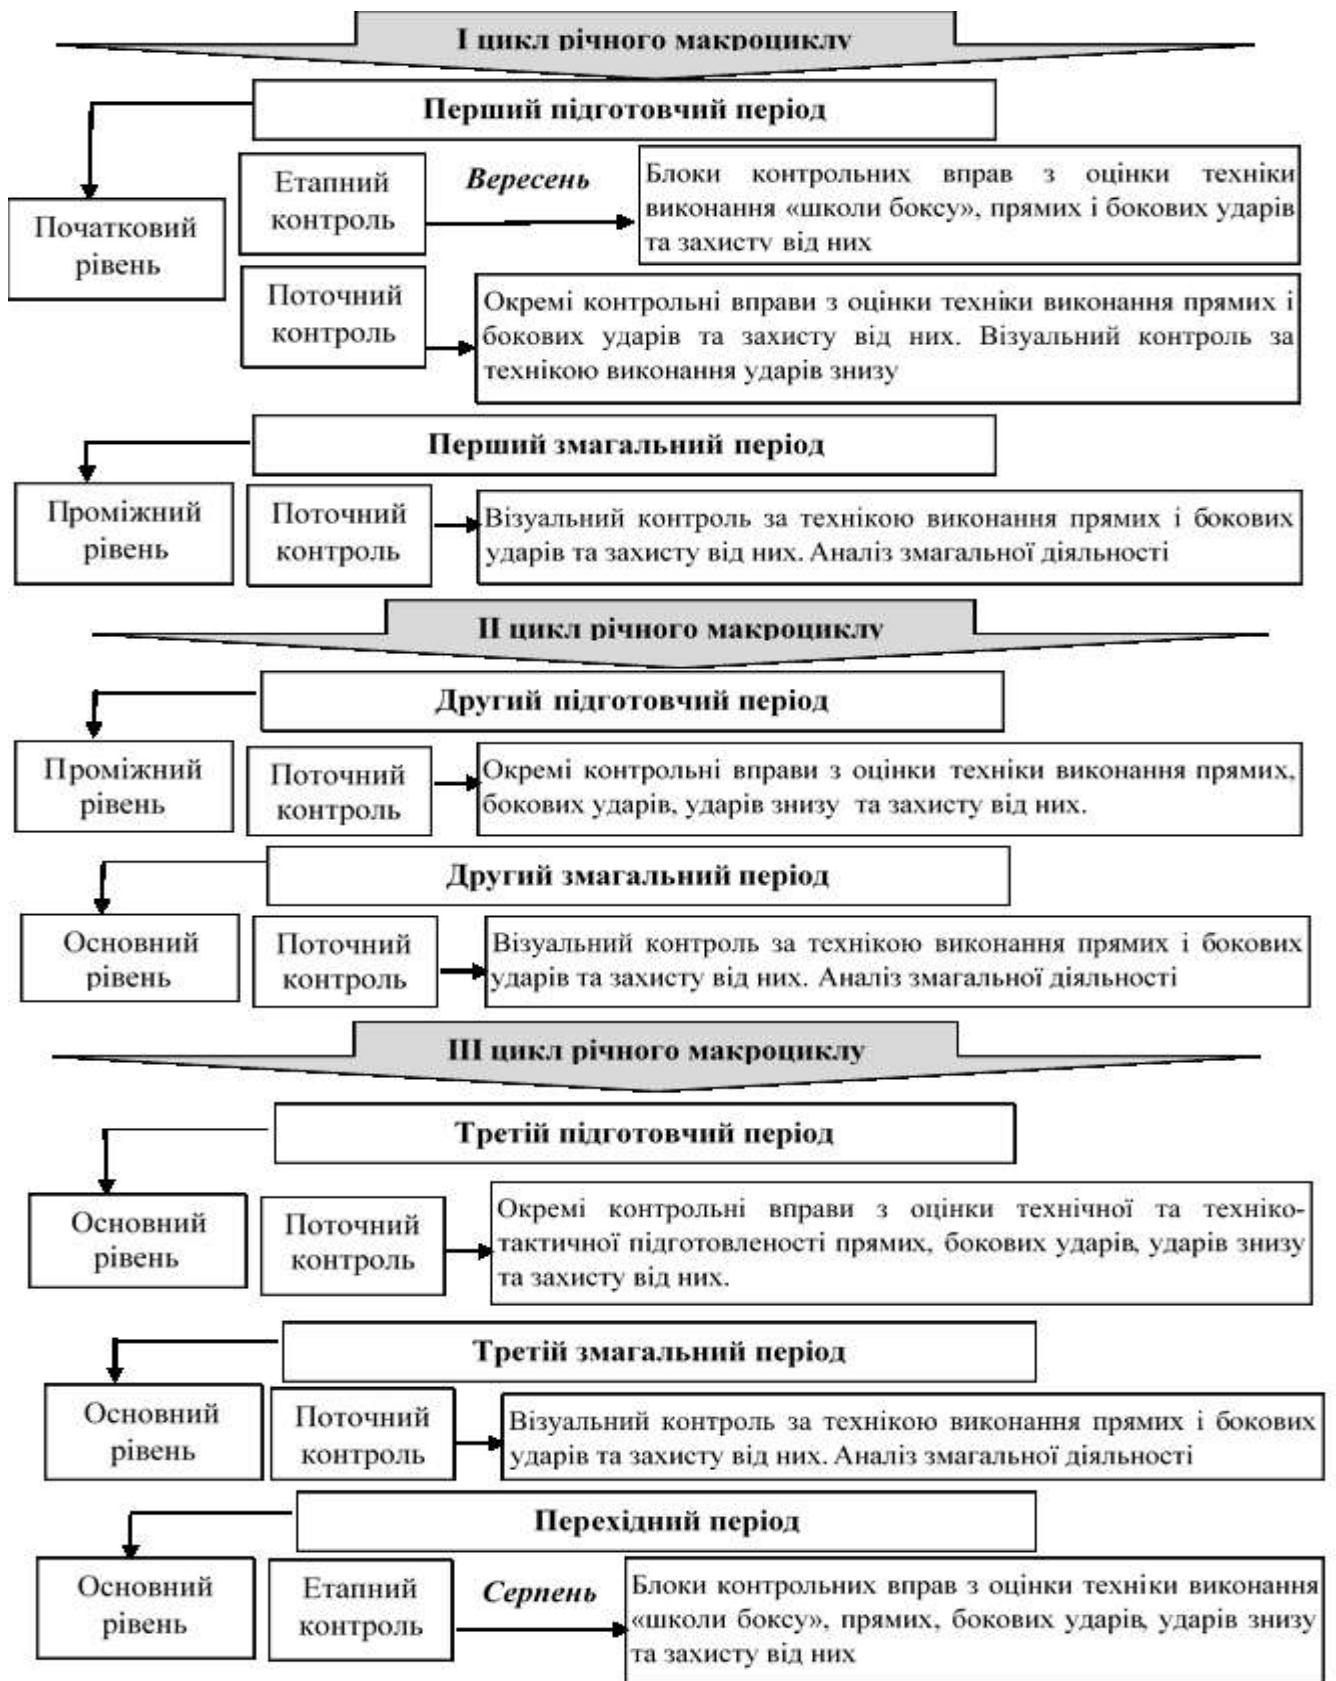 І цикл річного макроциклу
Перший підготовчий період
Початковий
рівень
Етапний
контроль
Вересень
Блоки контрольних вправ з оцінки техніки
виконання «школи боксу», прямих і бокових ударів
та захисту від них
Поточний
контроль
Окремі контрольні вправи з оцінки техніки виконання прямих і
бокових ударів та захисту від них. Візуальний контроль за
технікою виконання ударів знизу
Перший змагальний період
Проміжний
рівень
Поточний
контроль
Візуальний контроль за технікою виконання прямих і бокових
ударів та захисту від них. Аналіз змагальної діяльності
ІІ цикл річного макроциклу
Другий підготовчий період
Проміжний
рівень
Поточний
контроль
Окремі контрольні вправи з оцінки техніки виконання прямих,
бокових ударів, ударів знизу та захисту від них.
Другий змагальний період
Основний
рівень
Поточний
контроль
Візуальний контроль за технікою виконання прямих і бокових
ударів та захисту від них. Аналіз змагальної діяльності
ІІІ цикл річного макроциклу
Третій підготовчий період
Основний
рівень
Поточний
контроль
Окремі контрольні вправи з оцінки технічної та техніко-
тактичної підготовленості прямих, бокових ударів, ударів знизу
та захисту від них.
Третій змагальний період
Основний
рівень
Поточний
контроль
Візуальний контроль за технікою виконання прямих і бокових
ударів та захисту від них. Аналіз змагальної діяльності
Перехідний період
Основний
рівень
Етапний
контроль
Серпень
Блоки контрольних вправ з оцінки техніки виконання
«школи боксу», прямих, бокових ударів, ударів знизу
та захисту від них